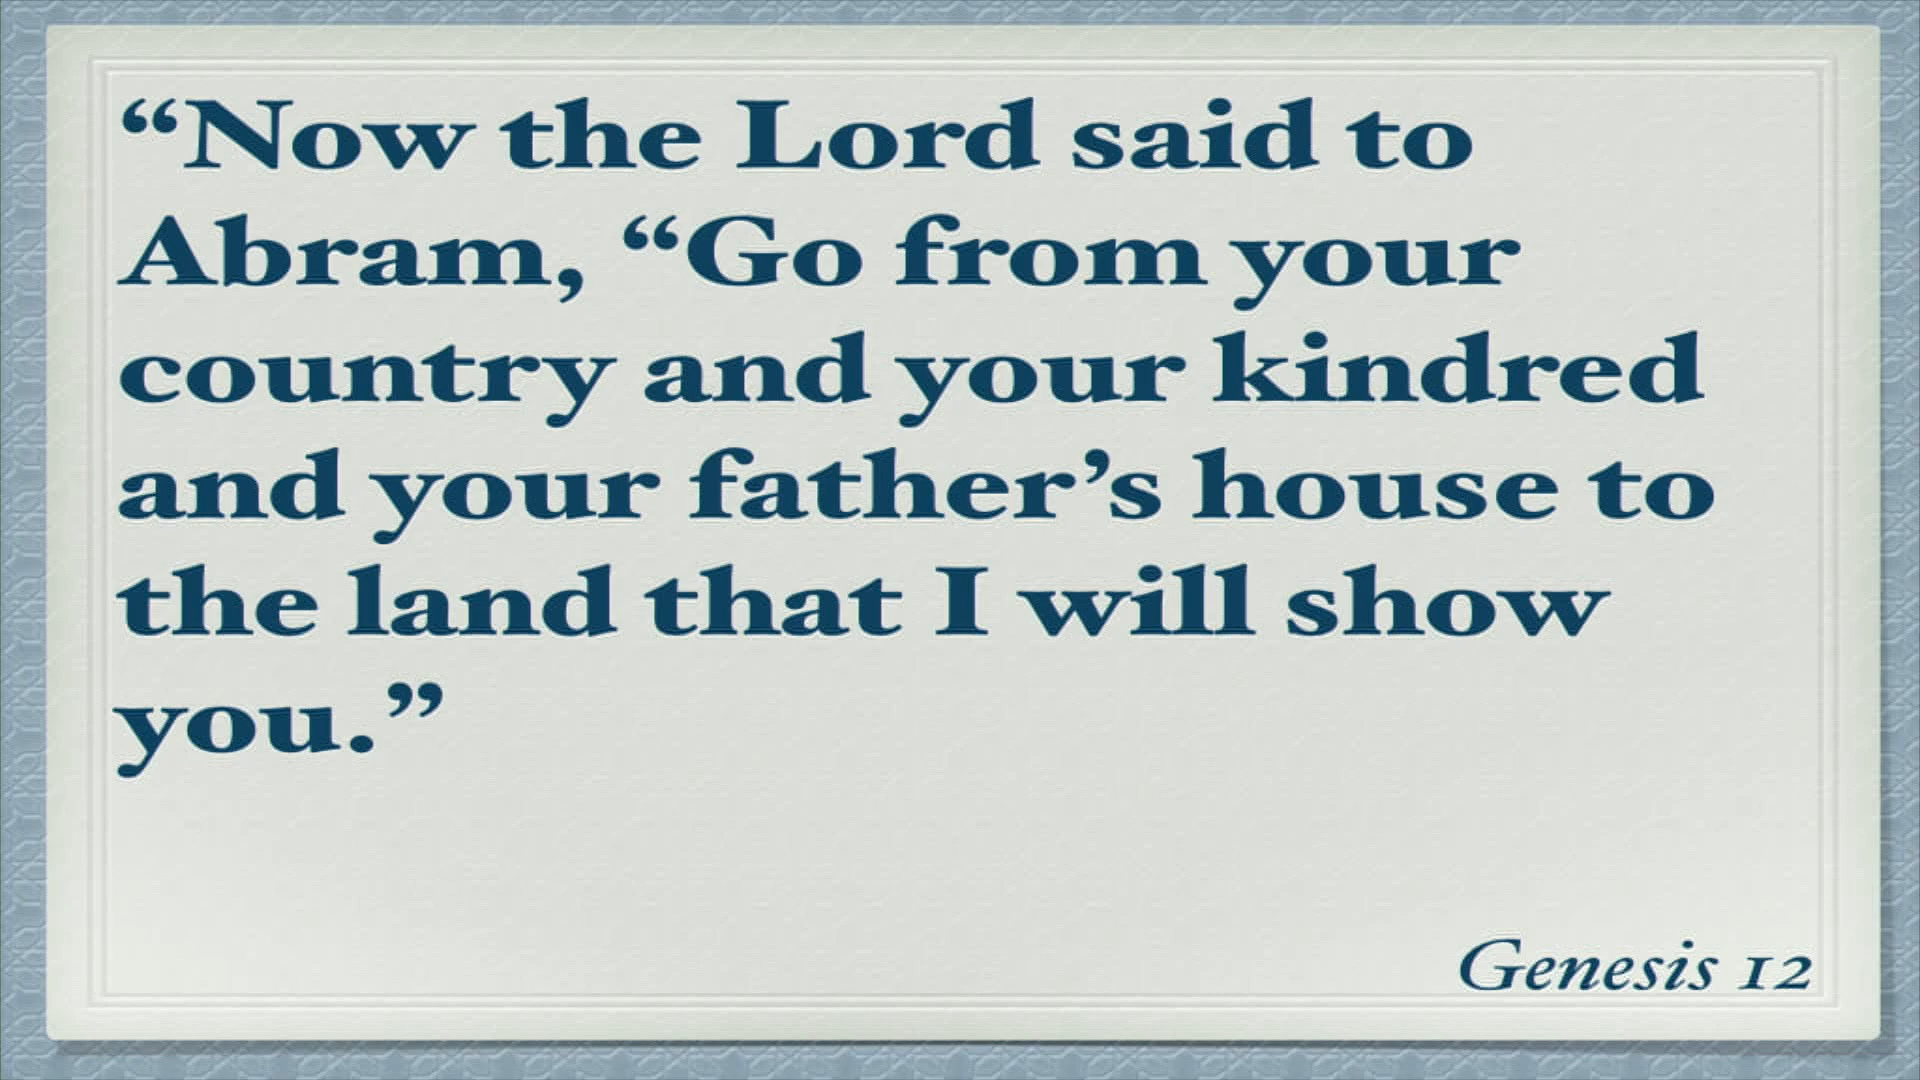 “Now the Lord said to
Abram, “Go from your
country and your kindred
and your father’s house to
the land that I will show
you.”
Genesis 12